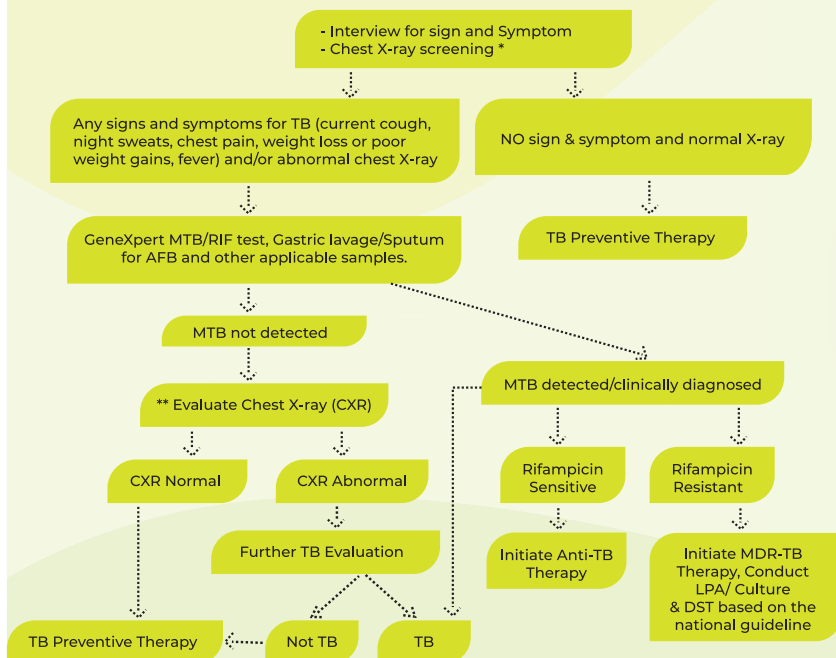 - Interview for sign and Symptom
- Chest X-ray screening *
Any signs and symptoms for TB (current cough,
night sweats, chest pain, weight loss or poor
weight gains, fever) and/or abnormal chest X-ray
NO sign & symptom and normal X-ray
GeneXpert MTB/RIF test, Gastric lavage/Sputum
for AFB and other applicable samples.
TB Preventive Therapy
MTB not detected
MTB detected/clinically diagnosed
** Evaluate Chest X-ray (CXR)
CXR Normal
CXR Abnormal
Rifampicin
Sensitive
Rifampicin
Resistant
Further TB Evaluation
Initiate Anti-TB
Therapy
Initiate MDR-TB
Therapy, Conduct
LPA/ Culture
& DST based on the
national guideline
TB Preventive Therapy
Not TB
TB